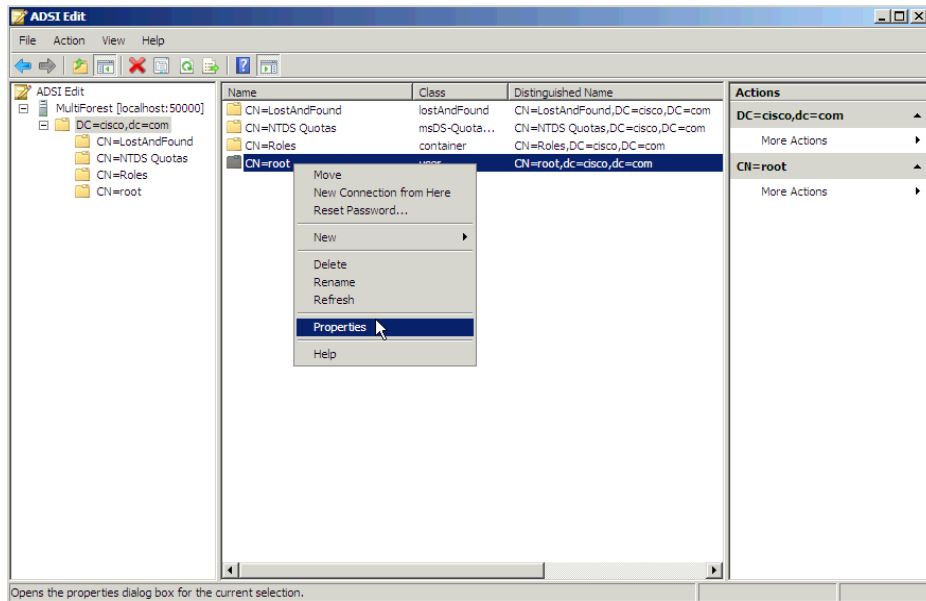 ADSI Edit
File Action View Help
ADSI Edit
MultiForest [localhost:50000]
DC=cisco,dc=com
CN=LostAndFound
CN=NTDS Quotas
CN=Roles
CN=root
Name Class Distinguished Name
CN=LostAndFound lostAndFound CN=LostAndFound,DC=cisco,DC=com
CN=NTDS Quotas msDS-Quota... CN=NTDS Quotas,DC=cisco,DC=com
CN=Roles container CN=Roles,DC=cisco,DC=com
CN=root user CN=root,dc=cisco,dc=com
Move
New Connection from Here
Reset Password...
New
Delete
Rename
Refresh
Properties
Help
Actions
DC=cisco,dc=com
More Actions
CN=root
More Actions
Opens the properties dialog box for the current selection.